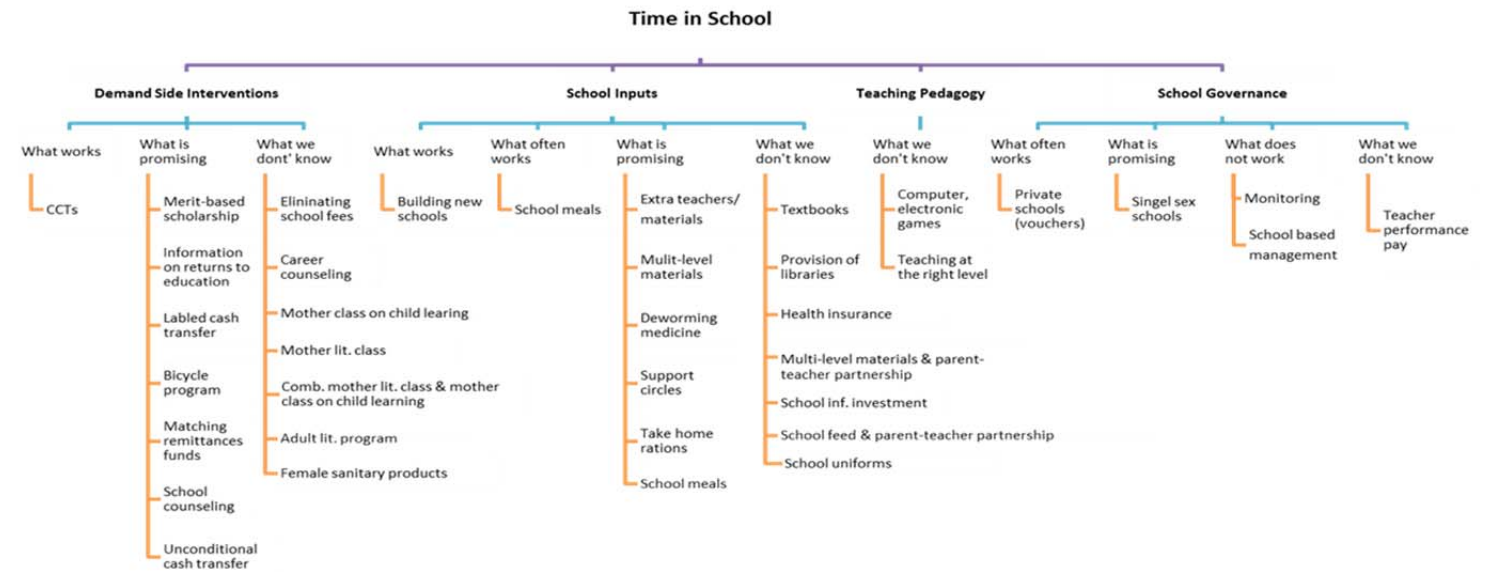 Time in School
Demand Side Interventions
School Inputs
Teaching Pedagogy
School Governance
What works
CCTs
What is
promising
Merit-based
scholarship
Information
on returns to
education
Labled cash
transfer
Bicycle
program
Matching
remittances
funds
School
counseling
Unconditional
cash transfer
What we
dont' know
Elininating
school fees
Career
counseling
Mother class on child learing
Mother lit. class
Comb. mother lit. class & mother
class on child learning
Adult lit. program
Female sanitary products
What works
Building new
schools
What often
works
School meals
What is
promising
Extra teachers/
materials
Mulit-level
materials
Deworming
medicine
Support
circles
Take home
rations
School meals
What we
don't know
Textbooks
Provision of
libraries
Health insurance
Multi-level materials & parent-
teacher partnership
School inf. investment
School feed & parent-teacher partnership
School uniforms
What we
don't know
Computer,
electronic
games
Teaching at
the right level
What often
works
Private
schools
(vouchers)
What is
promising
Singel sex
schools
What does
not work
Monitoring
School based
management
What we
don't know
Teacher
performance
pay